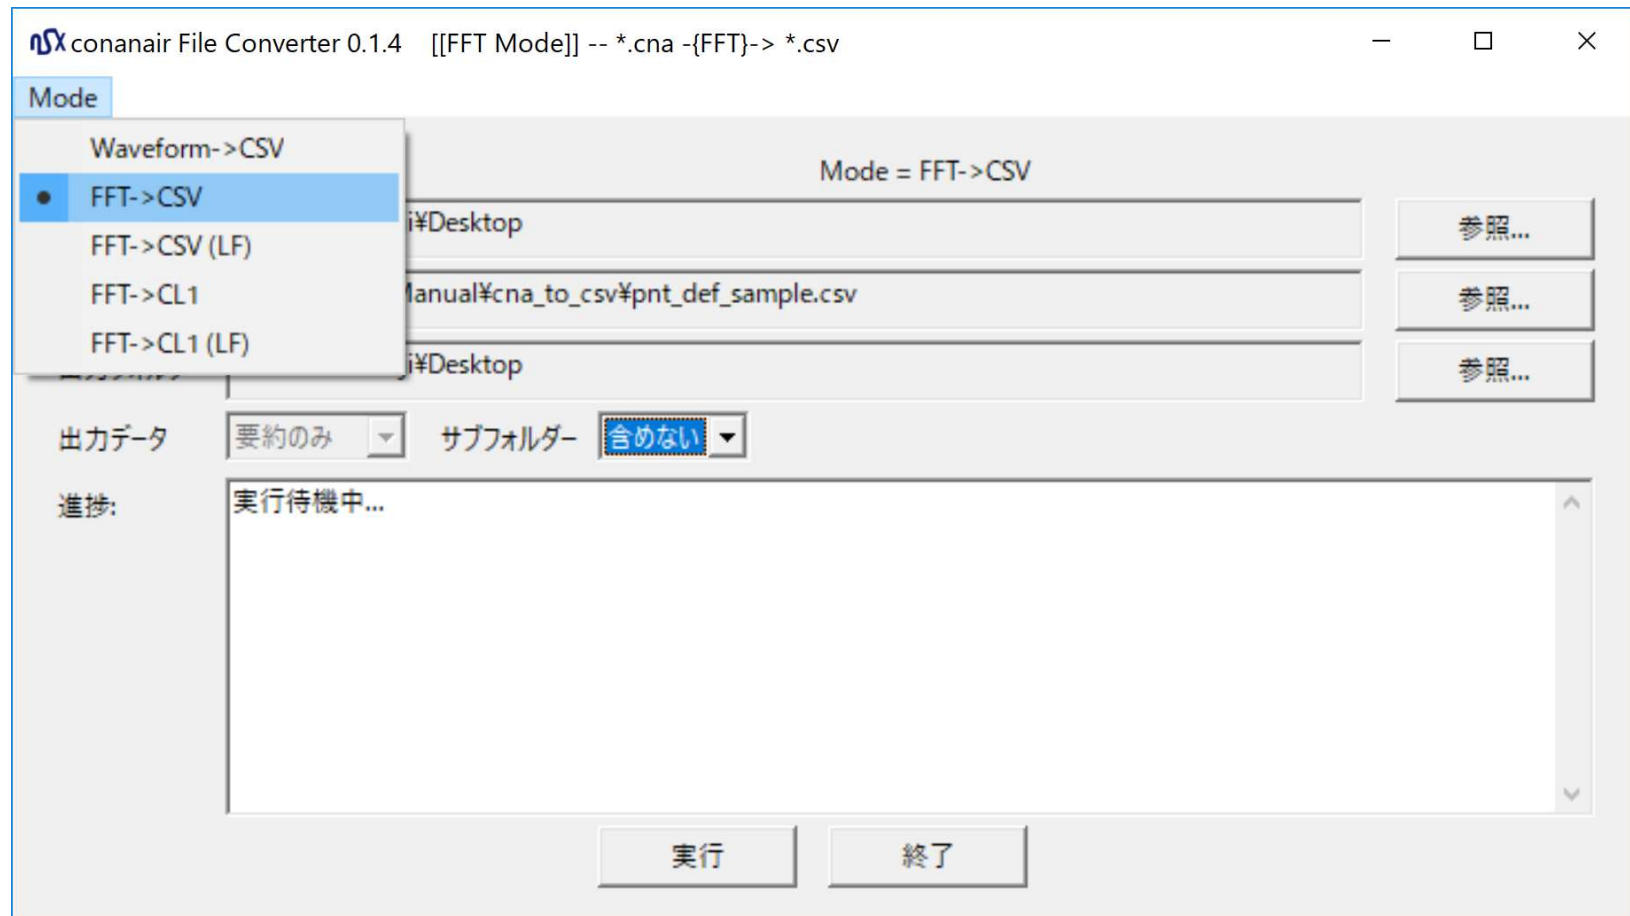 conanair File Converter 0.1.4 [[FFT Mode]] -- *.cna -{FFT}-> *.csv
Mode
Waveform->CSV
FFT->CSV
FFT->CSV (LF)
FFT->CL1
FFT->CL1 (LF)
Mode = FFT->CSV
i¥Desktop
参照...
Manual¥cna_to_csv¥pnt_def_sample.csv
参照...
i¥Desktop
参照...
出力データ 要約のみ サブフォルダー 含めない
進捗: 実行待機中...
実行 終了